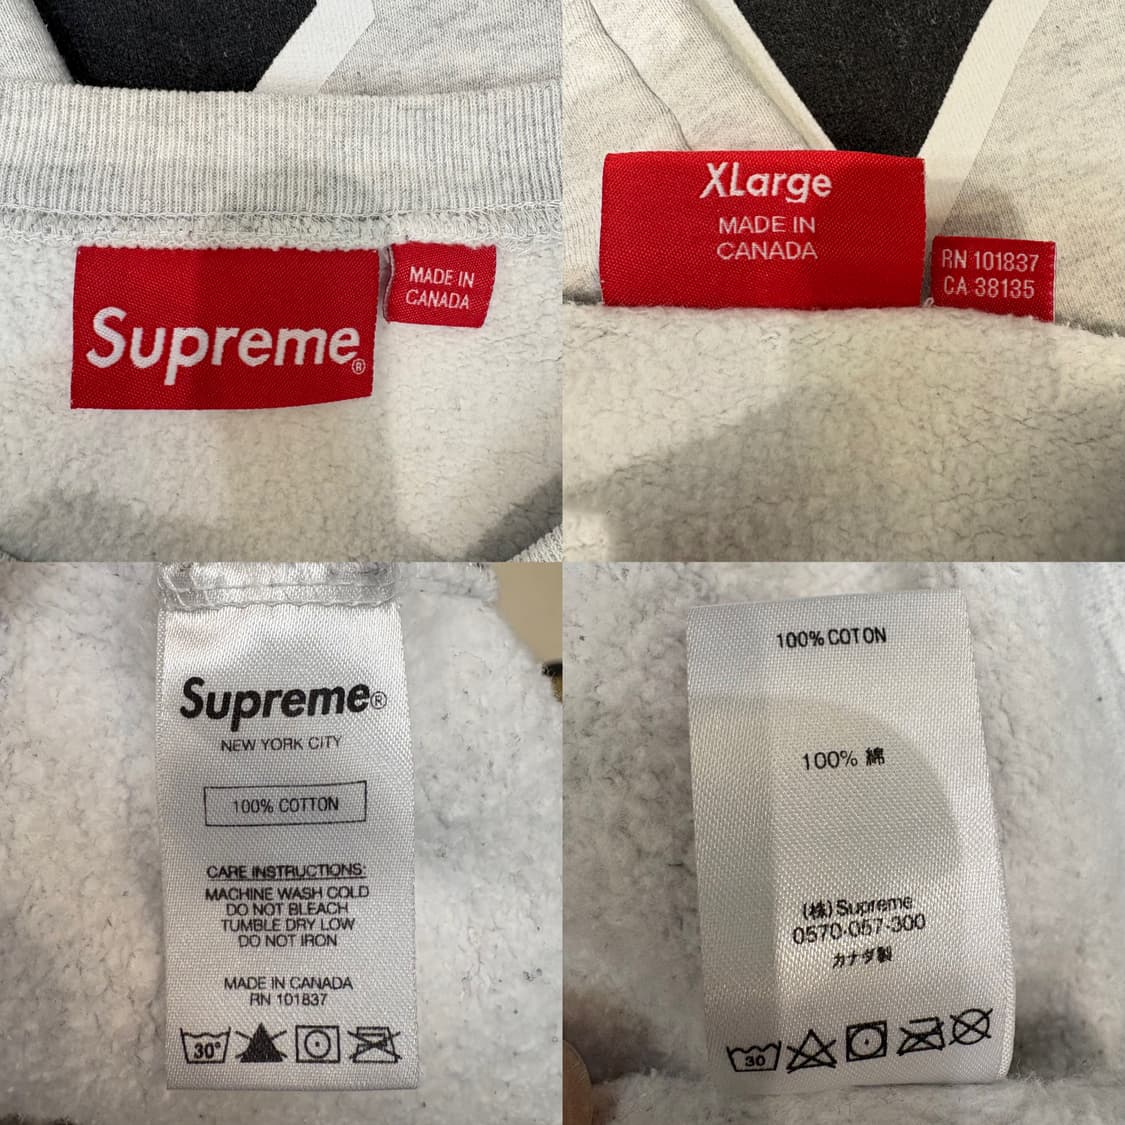 Supreme®
MADE IN
CANADA
XLarge
MADE IN
CANADA
RN 101837
CA 38135
Supreme®
NEW YORK CITY
100% COTTON
CARE INSTRUCTIONS:
MACHINE WASH COLD
DO NOT BLEACH
TUMBLE DRY LOW
DO NOT IRON
MADE IN CANADA
RN 101837
30°
100% COTON
100% 綿
(株) Supreme
0570-057-300
カナダ製
30